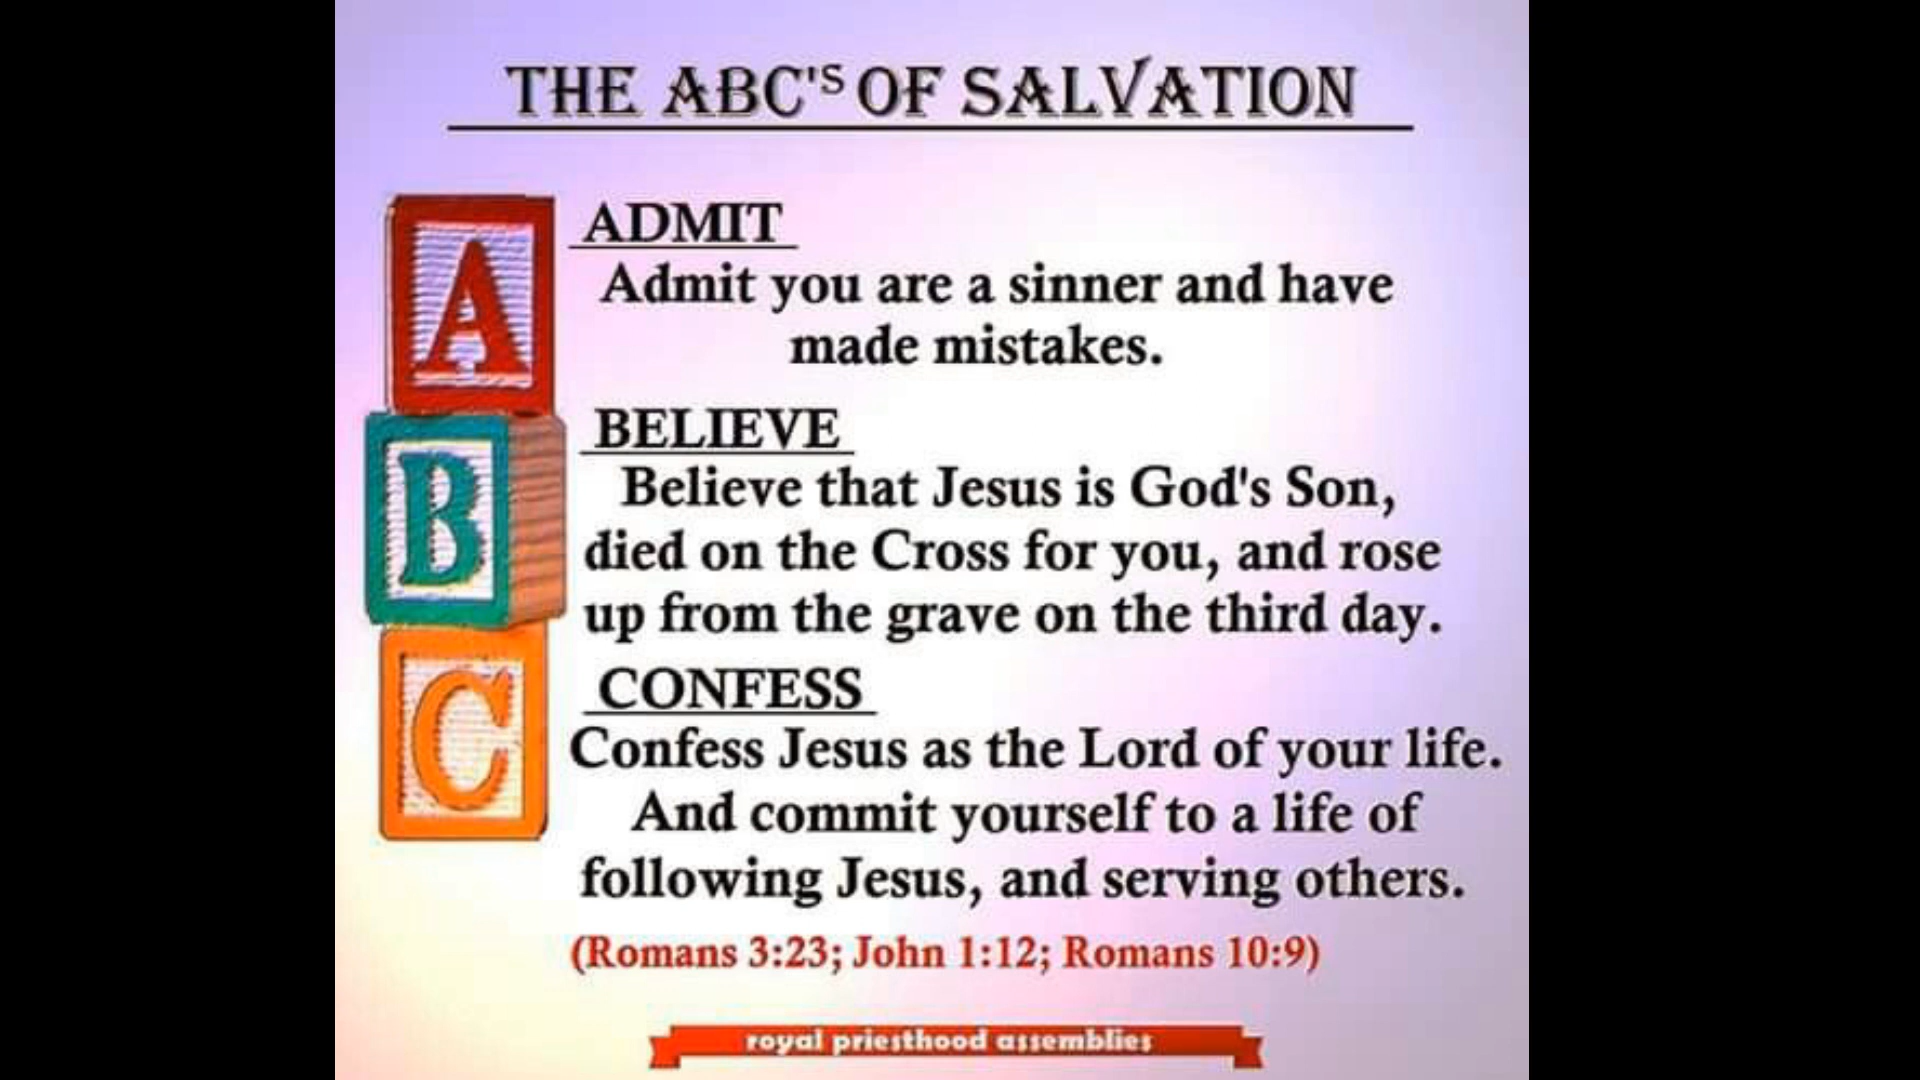 THE ABC'S OF SALVATION
A
ADMIT
Admit you are a sinner and have
made mistakes.
B
BELIEVE
Believe that Jesus is God's Son,
died on the Cross for you, and rose
up from the grave on the third day.
C
CONFESS
Confess Jesus as the Lord of your life.
And commit yourself to a life of
following Jesus, and serving others.
(Romans 3:23; John 1:12; Romans 10:9)
royal priesthood assemblies